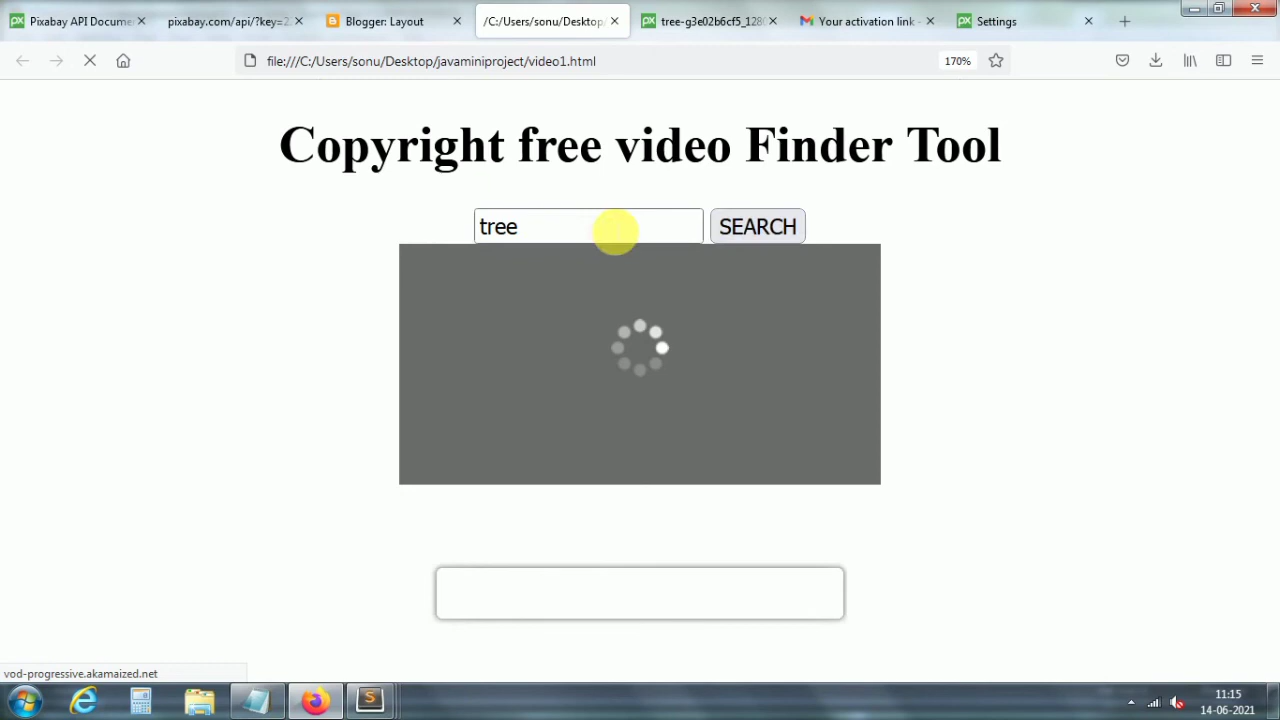 Pixabay API Docume
pixabay.com/api/?key=2
Blogger: Layout
/C:/Users/sonu/Desktop
tree-g3e02b6cf5_128
Your activation link -
Settings
file:///C:/Users/sonu/Desktop/javaminiproject/video1.html
170%
Copyright free video Finder Tool
tree
SEARCH
vod-progressive.akamaized.net
11:15
14-06-2021